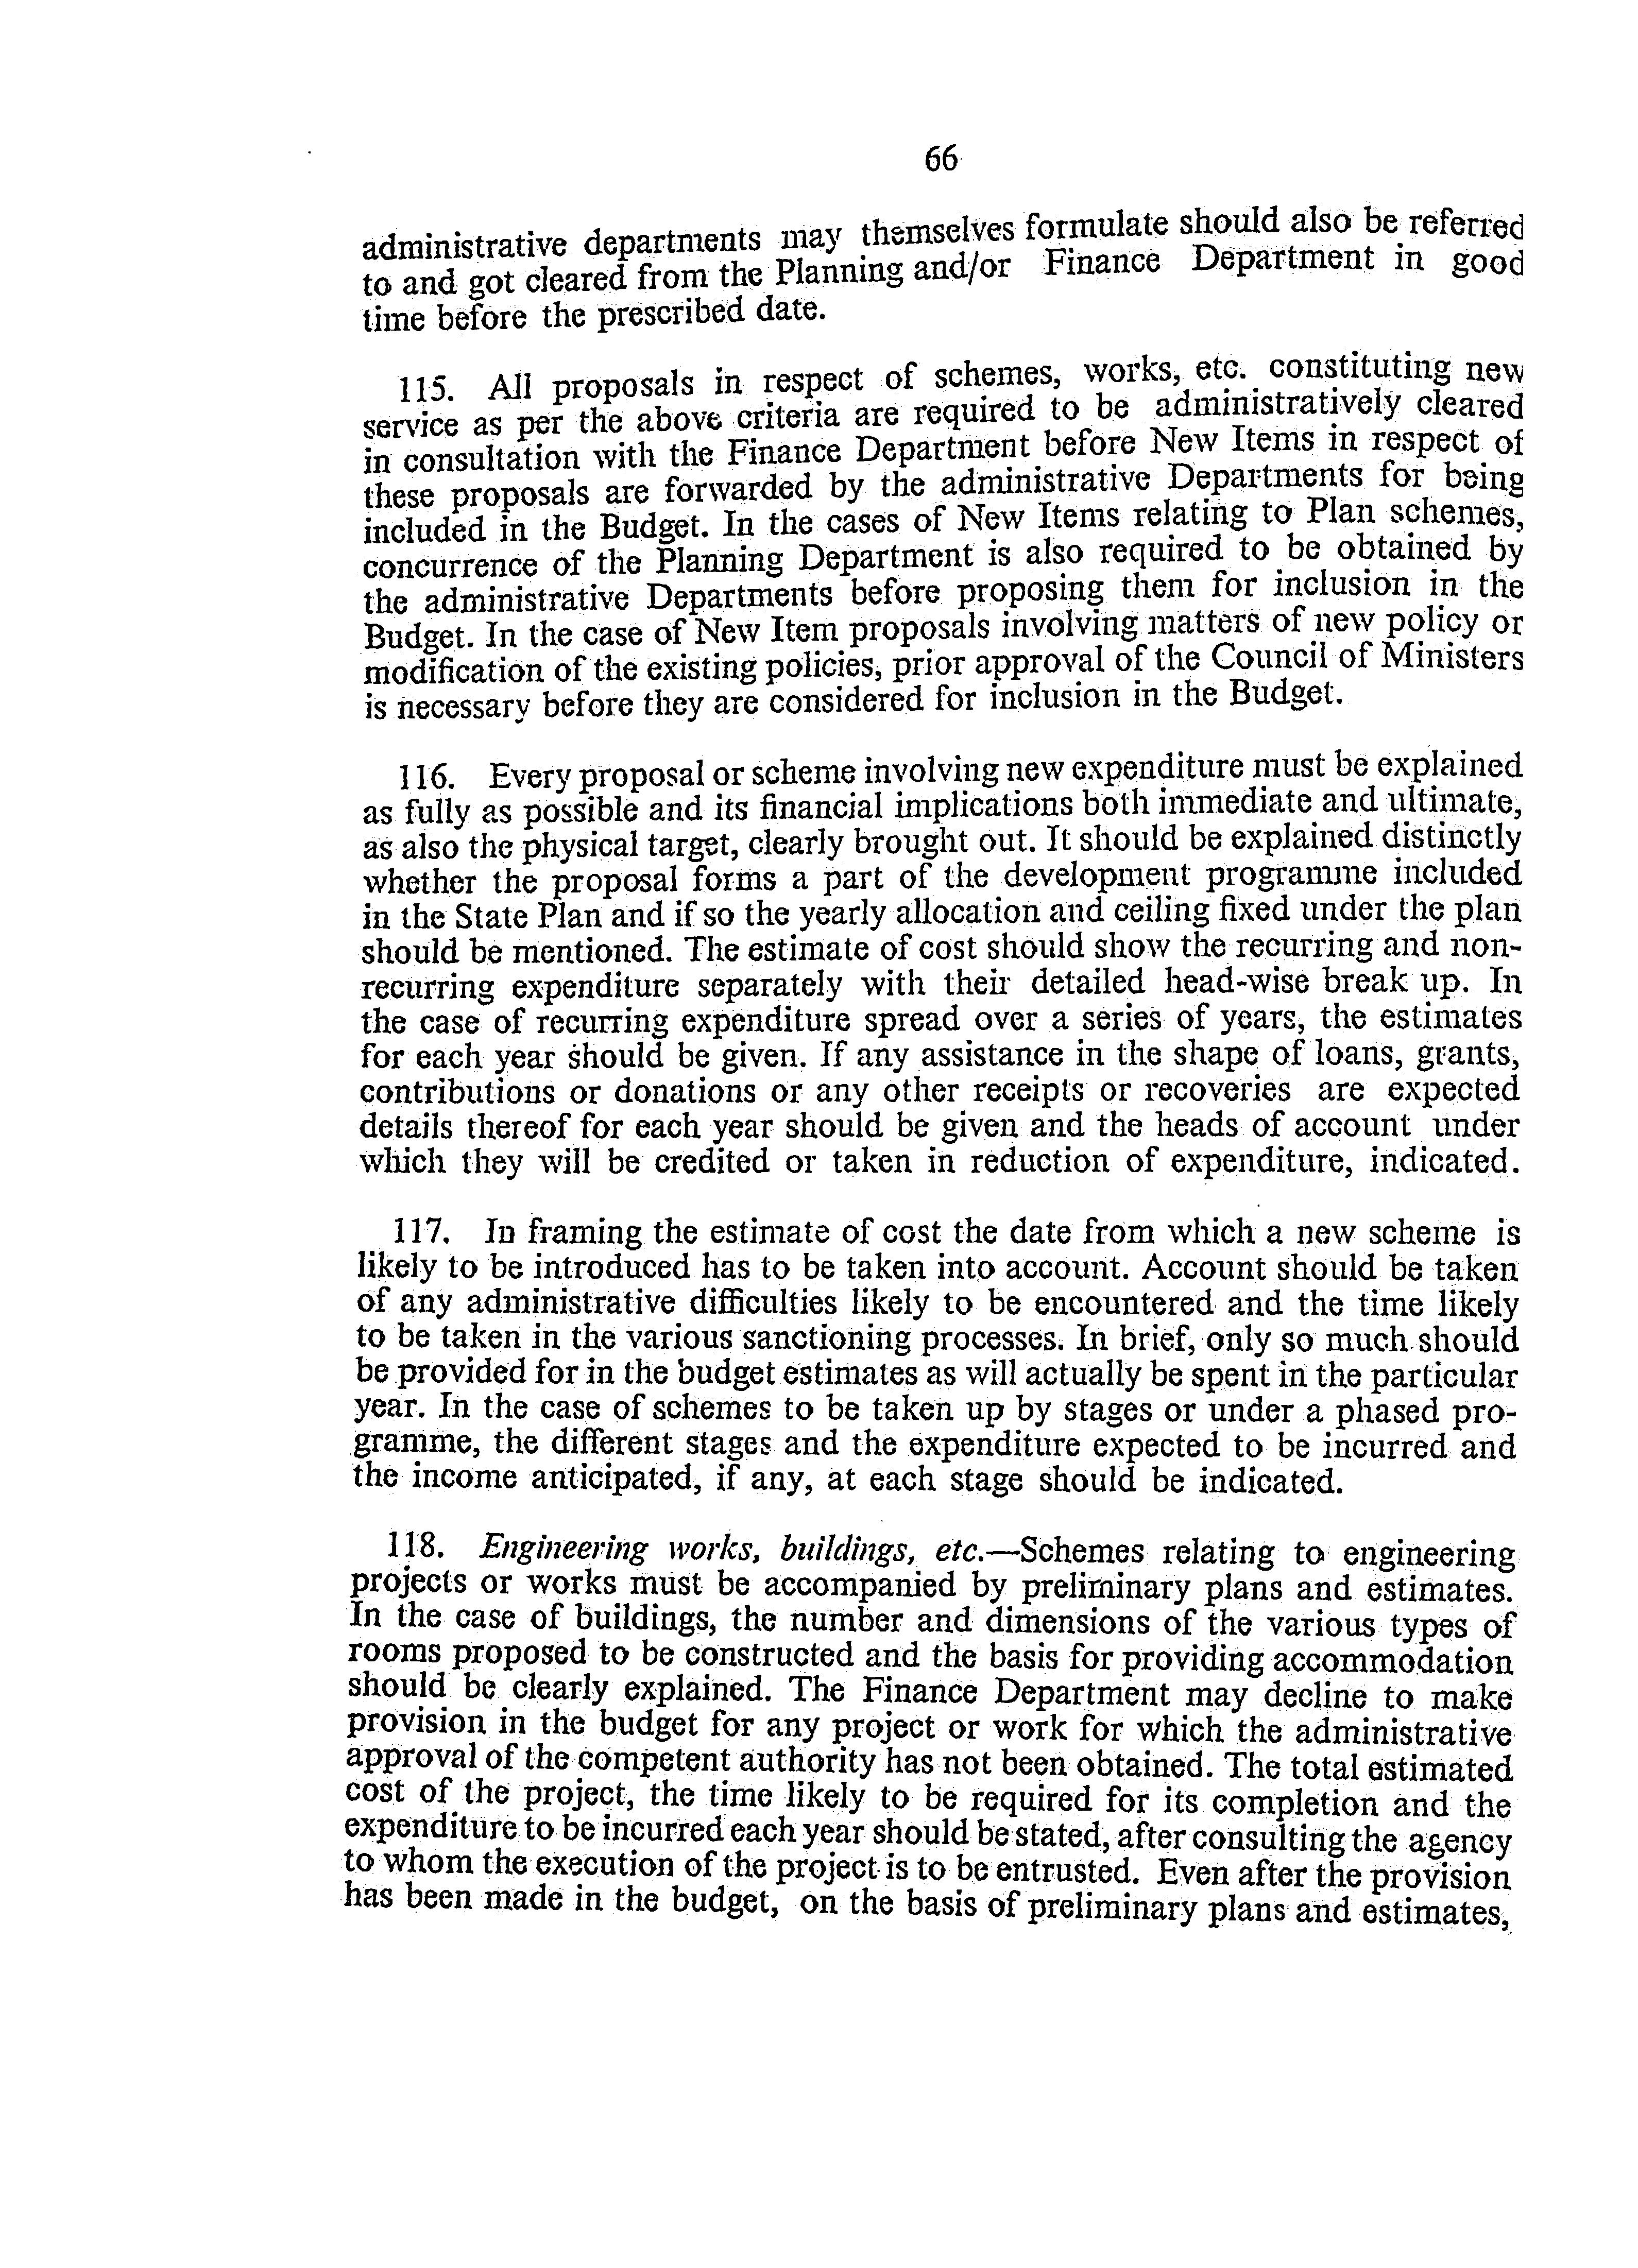 66
administrative departments may themselves formulate should also be referred
to and got cleared from the Planning and/or Finance Department in good
time before the prescribed date.
115. All proposals in respect of schemes, works, etc. constituting new
service as per the above criteria are required to be administratively cleared
in consultation with the Finance Department before New Items in respect of
these proposals are forwarded by the administrative Departments for being
included in the Budget. In the cases of New Items relating to Plan schemes,
concurrence of the Planning Department is also required to be obtained by
the administrative Departments before proposing them for inclusion in the
Budget. In the case of New Item proposals involving matters of new policy or
modification of the existing policies, prior approval of the Council of Ministers
is necessary before they are considered for inclusion in the Budget.
116. Every proposal or scheme involving new expenditure must be explained
as fully as possible and its financial implications both immediate and ultimate,
as also the physical target, clearly brought out. It should be explained distinctly
whether the proposal forms a part of the development programme included
in the State Plan and if so the yearly allocation and ceiling fixed under the plan
should be mentioned. The estimate of cost should show the recurring and non-
recurring expenditure separately with their detailed head-wise break up. In
the case of recurring expenditure spread over a series of years, the estimates
for each year should be given. If any assistance in the shape of loans, grants,
contributions or donations or any other receipts or recoveries are expected
details thereof for each year should be given and the heads of account under
which they will be credited or taken in reduction of expenditure, indicated.
117. In framing the estimate of cost the date from which a new scheme is
likely to be introduced has to be taken into account. Account should be taken
of any administrative difficulties likely to be encountered and the time likely
to be taken in the various sanctioning processes. In brief, only so much should
be provided for in the budget estimates as will actually be spent in the particular
year. In the case of schemes to be taken up by stages or under a phased pro-
gramme, the different stages and the expenditure expected to be incurred and
the income anticipated, if any, at each stage should be indicated.
118. Engineering works, buildings, etc.—Schemes relating to engineering
projects or works must be accompanied by preliminary plans and estimates.
In the case of buildings, the number and dimensions of the various types of
rooms proposed to be constructed and the basis for providing accommodation
should be clearly explained. The Finance Department may decline to make
provision in the budget for any project or work for which the administrative
approval of the competent authority has not been obtained. The total estimated
cost of the project, the time likely to be required for its completion and the
expenditure to be incurred each year should be stated, after consulting the agency
to whom the execution of the project is to be entrusted. Even after the provision
has been made in the budget, on the basis of preliminary plans and estimates,